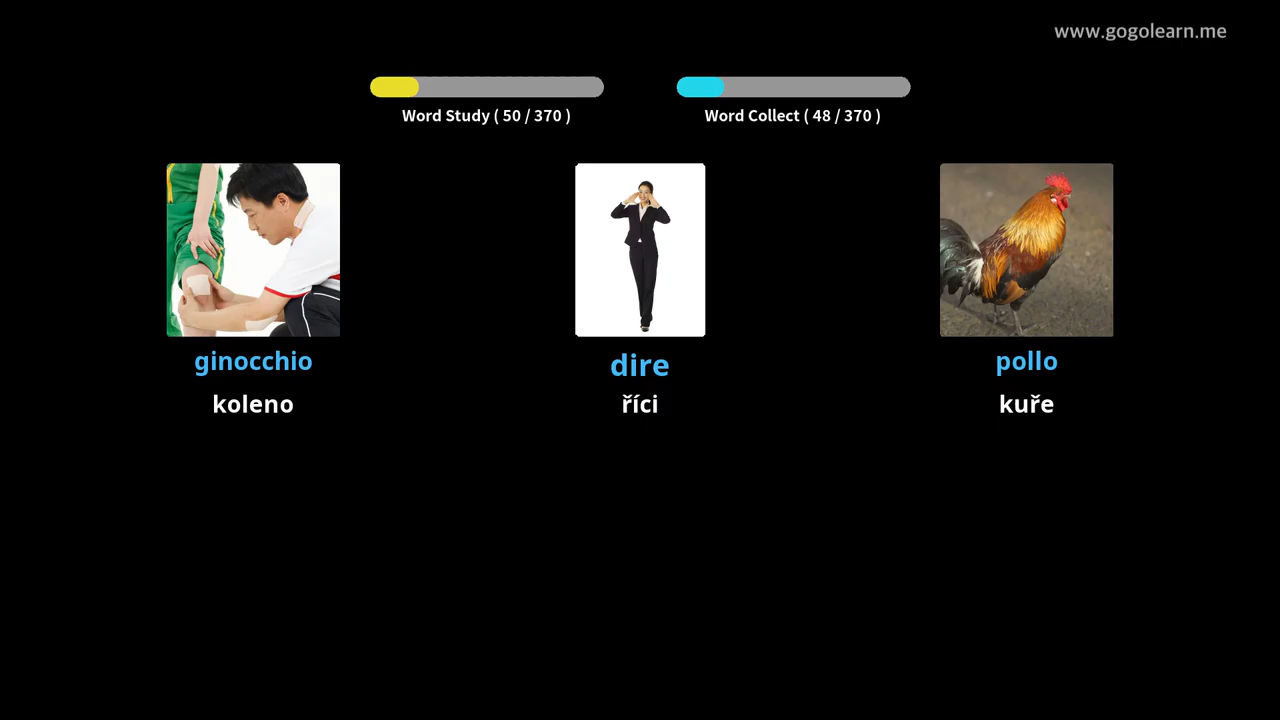 www.gogolearn.me
Word Study ( 50 / 370 )
Word Collect ( 48 / 370 )
ginocchio
koleno
dire
říci
pollo
kuře